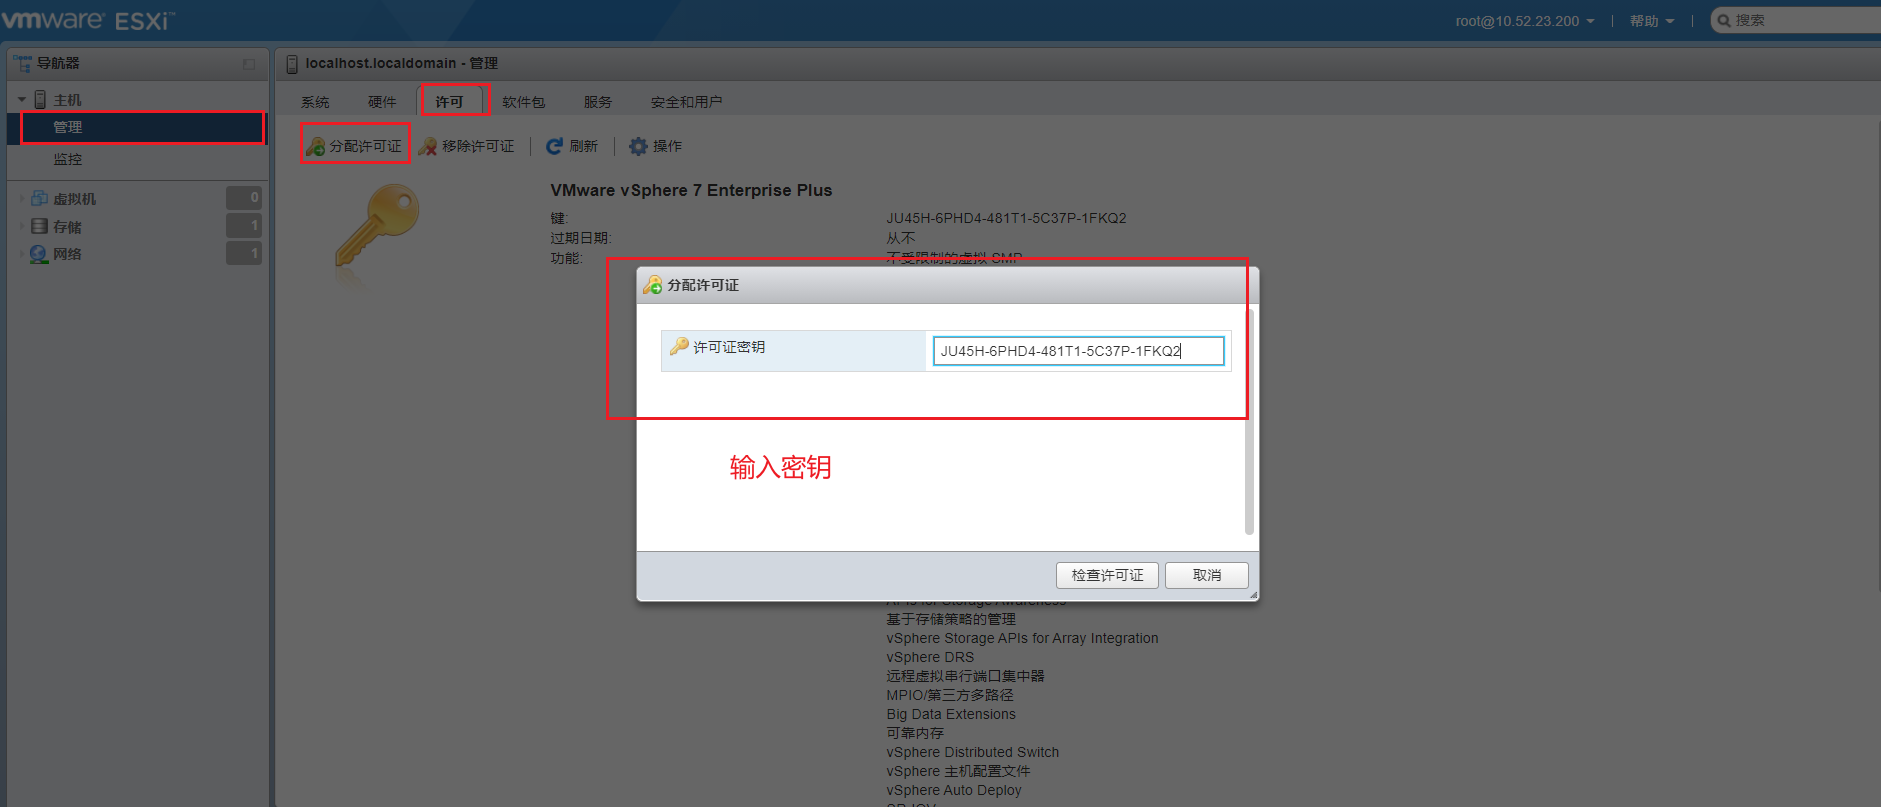 vmware ESXi™
root@10.52.23.200
帮助
搜索
导航器
主机
管理
监控
虚拟机
0
存储
1
网络
1
localhost.localdomain - 管理
系统
硬件
许可
软件包
服务
安全和用户
分配许可证
移除许可证
刷新
操作
VMware vSphere 7 Enterprise Plus
键:
JU45H-6PHD4-481T1-5C37P-1FKQ2
过期日期:
从不
功能:
不受限制的虚拟 SMP
分配许可证
许可证密钥
JU45H-6PHD4-481T1-5C37P-1FKQ2
输入密钥
检查许可证
取消
APIs for Storage Awareness
基于存储策略的管理
vSphere Storage APIs for Array Integration
vSphere DRS
远程虚拟串行端口集中器
MPIO/第三方多路径
Big Data Extensions
可靠内存
vSphere Distributed Switch
vSphere 主机配置文件
vSphere Auto Deploy
SR-IOV